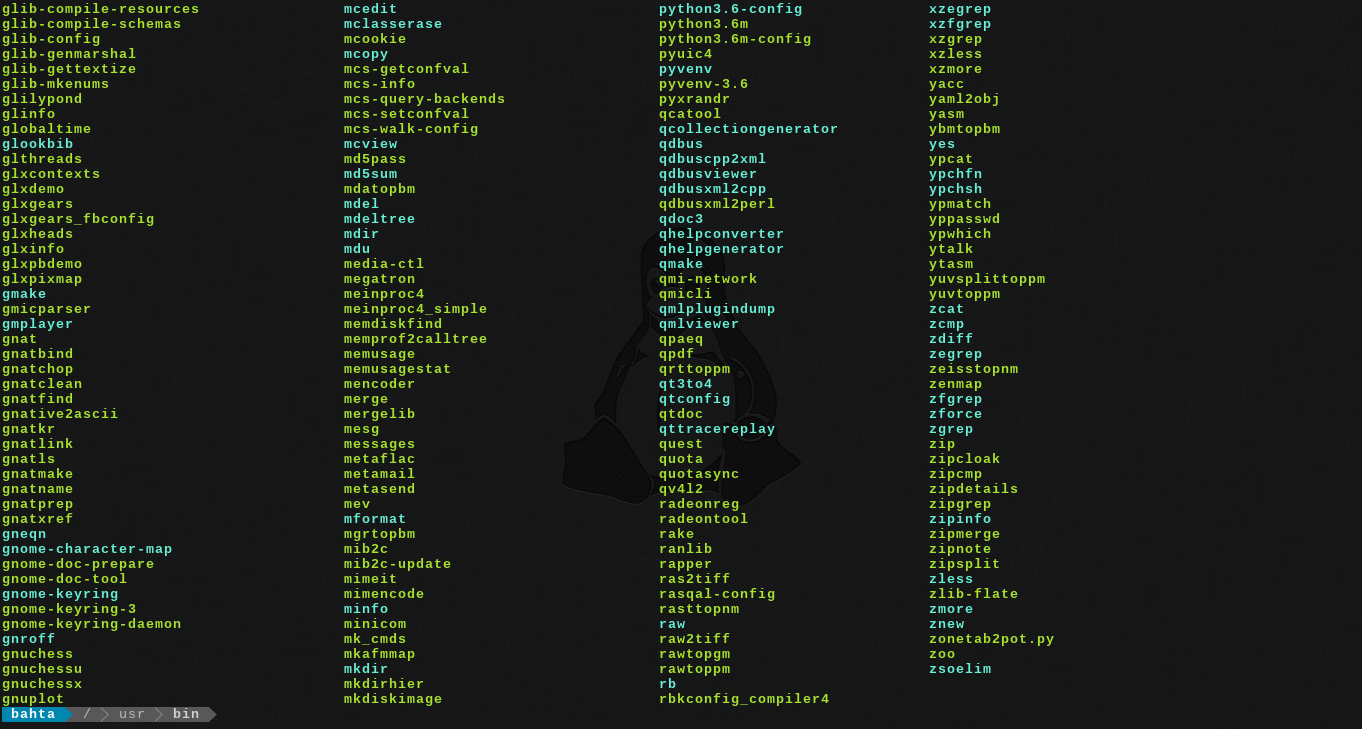 glib-compile-resources mcedit python3.6-config xzegrep
glib-compile-schemas mclasserase python3.6m xzfgrep
glib-config mcookie python3.6m-config xzgrep
glib-genmarshal mcopy pyuic4 xzless
glib-gettextize mcs-getconfval pyvenv xzmore
glib-mkenums mcs-info pyvenv-3.6 yacc
glilypond mcs-query-backends pyxrandr yaml2obj
glinfo mcs-setconfval qcatool yasm
globaltime mcs-walk-config qcollectiongenerator ybmtopbm
glookbib mcview qdbus yes
glthreads md5pass qdbuscpp2xml ypcat
glxcontexts md5sum qdbusviewer ypchfn
glxdemo mdatopbm qdbusxml2cpp ypchsh
glxgears mdel qdbusxml2perl ypmatch
glxgears_fbconfig mdeltree qdoc3 yppasswd
glxheads mdir qhelpconverter ypwhich
glxinfo mdu qhelpgenerator ytalk
glxpbdemo media-ctl qmake ytasm
glxpixmap megatron qmi-network yuvsplittoppm
gmake meinproc4 qmicli yuvtoppm
gmicparser meinproc4_simple qmlplugindump zcat
gmplayer memdiskfind qmlviewer zcmp
gnat memprof2calltree qpaeq zdiff
gnatbind memusage qpdf zegrep
gnatchop memusagestat qrttoppm zeisstopnm
gnatclean mencoder qt3to4 zenmap
gnatfind merge qtconfig zfgrep
gnative2ascii mergelib qtdoc zforce
gnatkr mesg qttracereplay zgrep
gnatlink messages quest zip
gnatls metaflac quota zipcloak
gnatmake metamail quotasync zipcmp
gnatname metasend qv4l2 zipdetails
gnatprep mev radeonreg zipgrep
gnatxref mformat radeontool zipinfo
gneqn mgrtopbm rake zipmerge
gnome-character-map mib2c ranlib zipnote
gnome-doc-prepare mib2c-update rapper zipsplit
gnome-doc-tool mimeit ras2tiff zless
gnome-keyring mimencode rasqal-config zlib-flate
gnome-keyring-3 minfo rasttopnm zmore
gnome-keyring-daemon minicom raw znew
gnroff mk_cmds raw2tiff zonetab2pot.py
gnuchess mkafmmap rawtopgm zoo
gnuchessu mkdir rawtoppm zsoelim
gnuchessx mkdirhier rb
gnuplot mkdiskimage rbkconfig_compiler4
bahta / usr bin